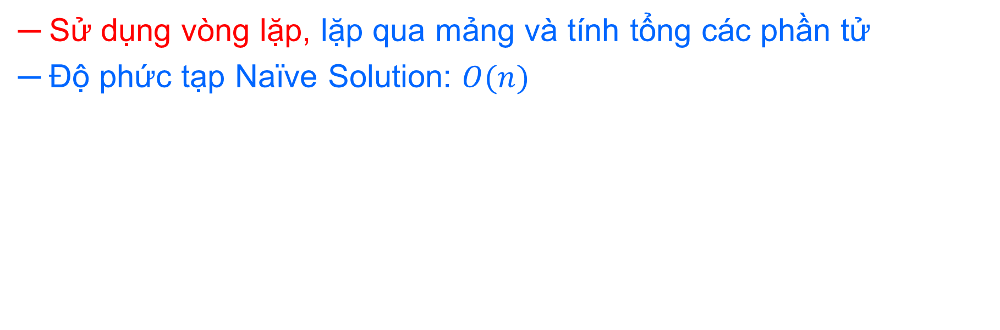 ─ Sử dụng vòng lặp, lặp qua mảng và tính tổng các phần tử
─ Độ phức tạp Naïve Solution: 𝑂(𝑛)